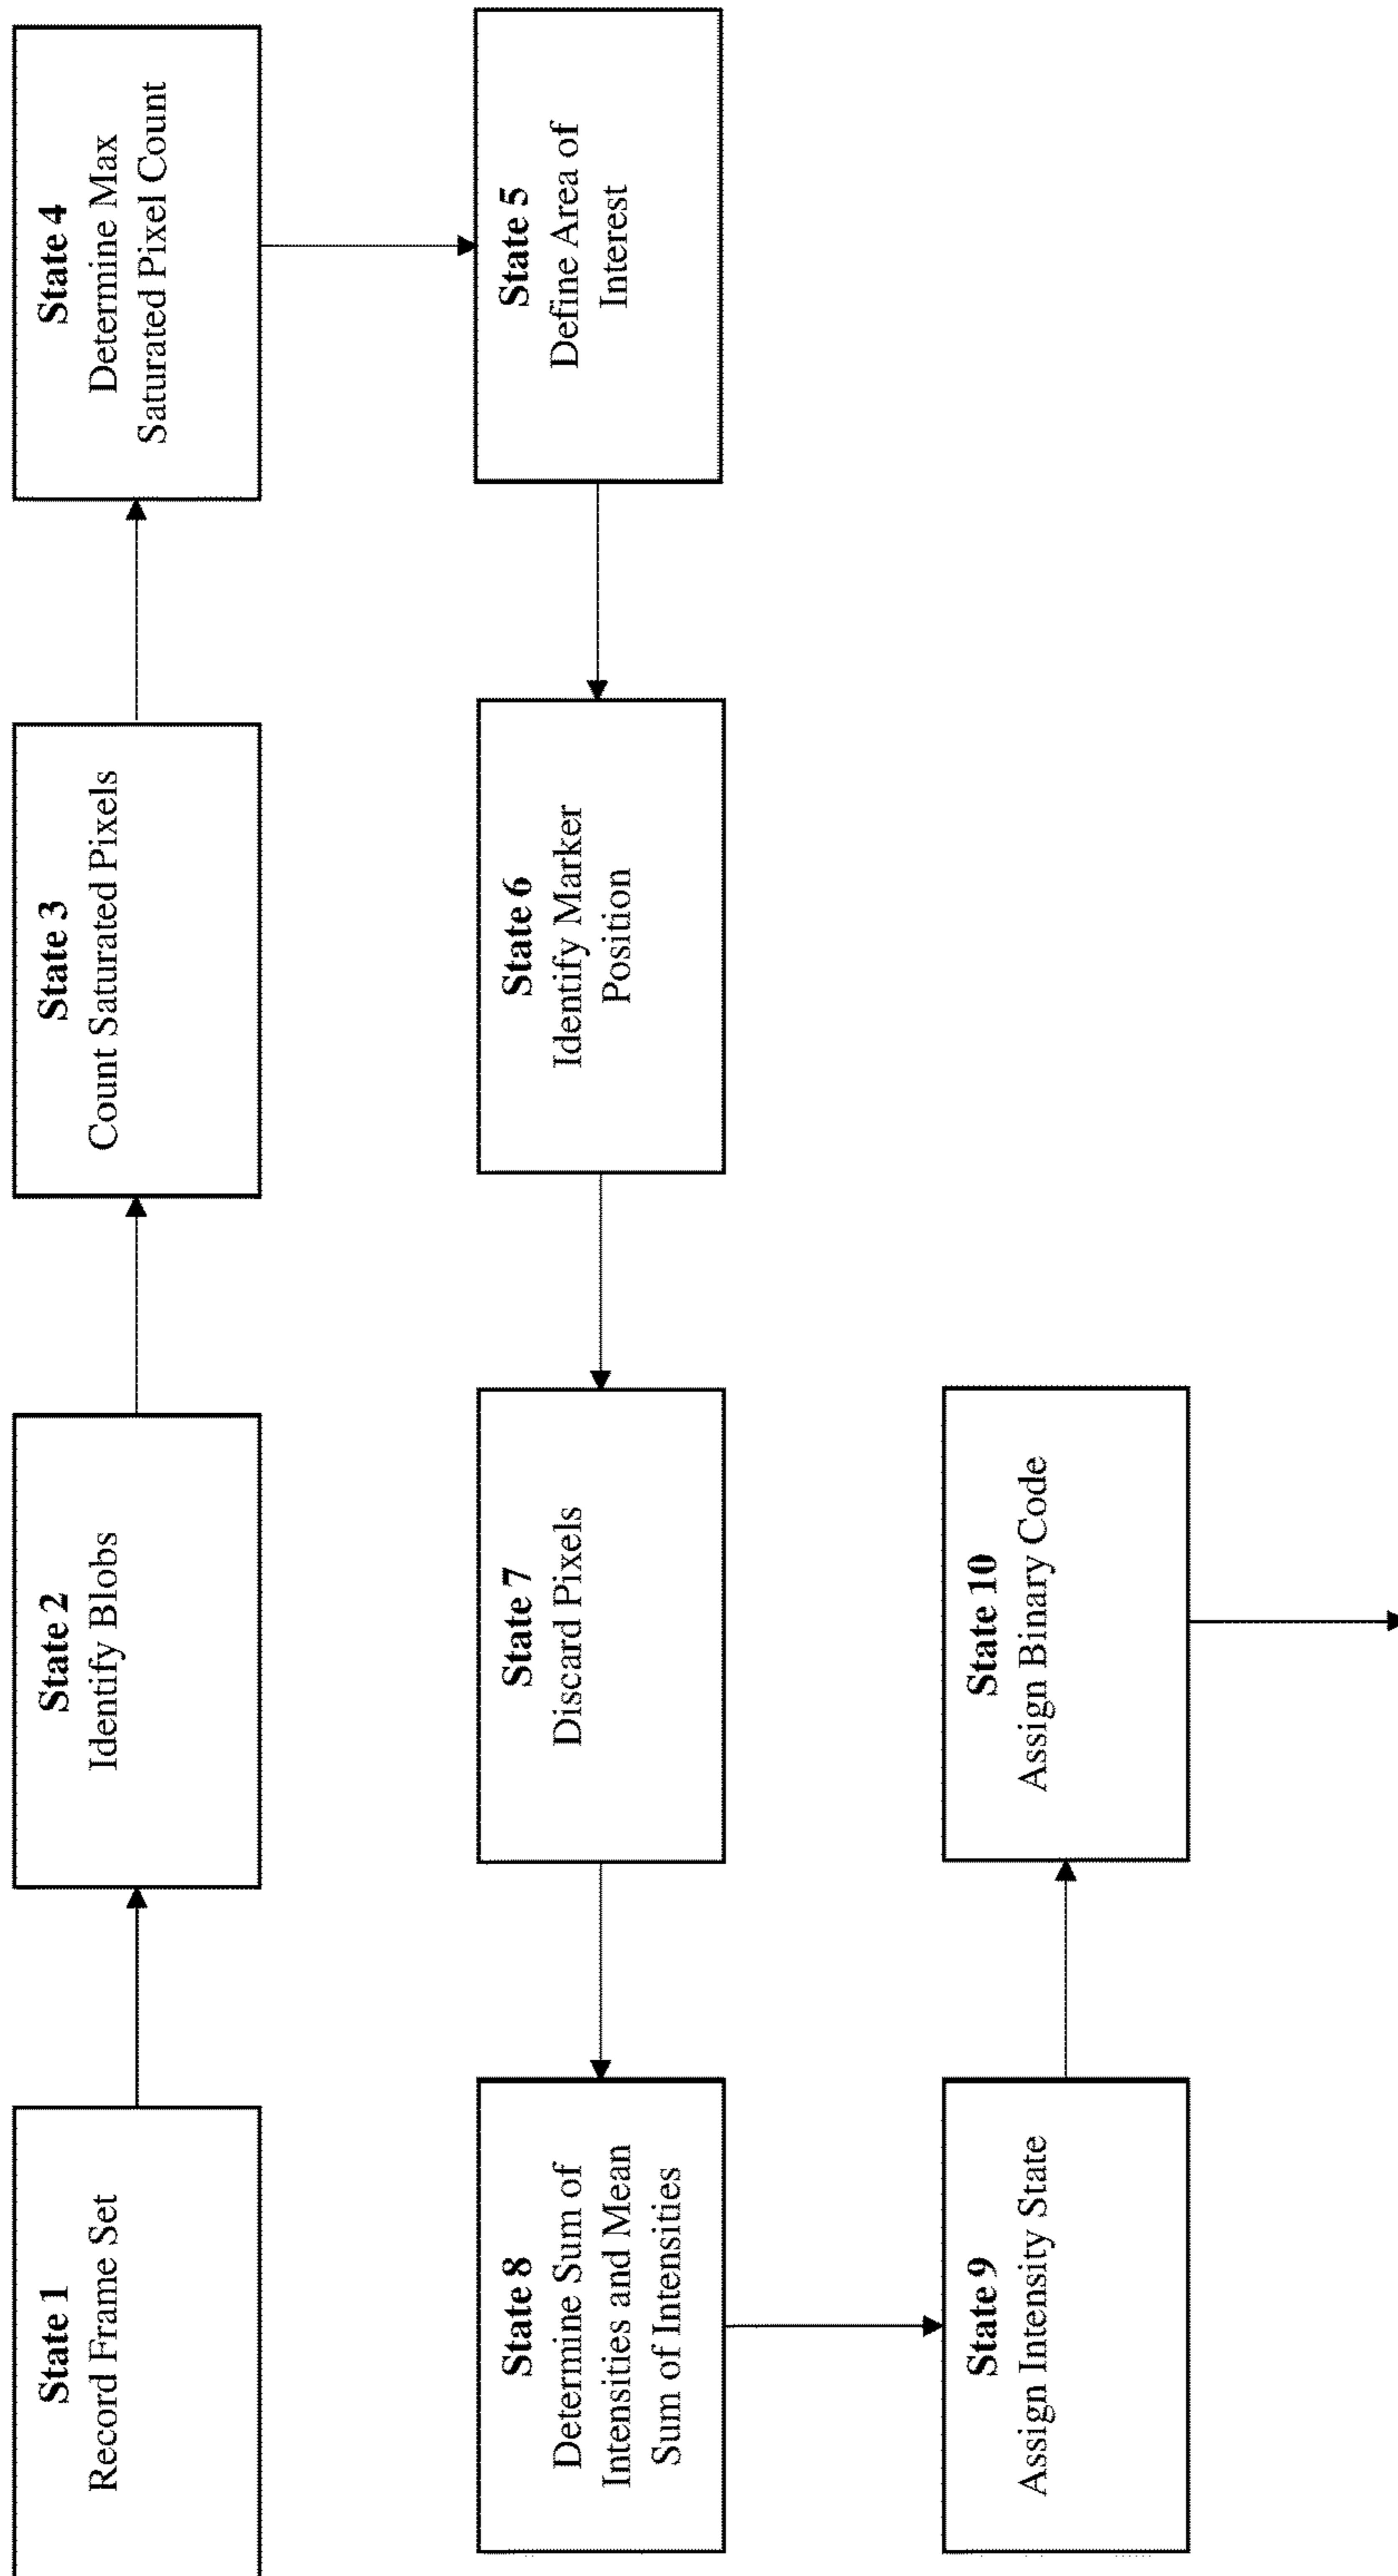 State 1
Record Frame Set
State 2
Identify Blobs
State 3
Count Saturated Pixels
State 4
Determine Max
Saturated Pixel Count
State 5
Define Area of
Interest
State 6
Identify Marker
Position
State 7
Discard Pixels
State 8
Determine Sum of
Intensities and Mean
Sum of Intensities
State 9
Assign Intensity State
State 10
Assign Binary Code